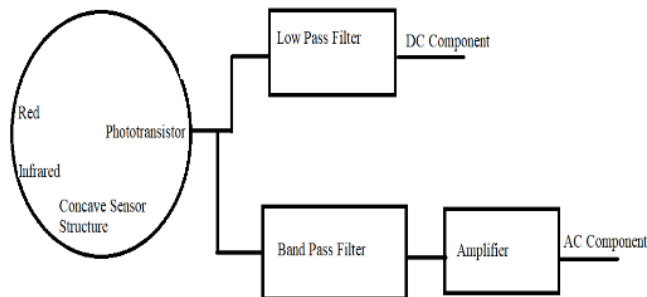 Low Pass Filter
DC Component
Red
Phototransistor
Infrared
Concave Sensor
Structure
Band Pass Filter
Amplifier
AC Component